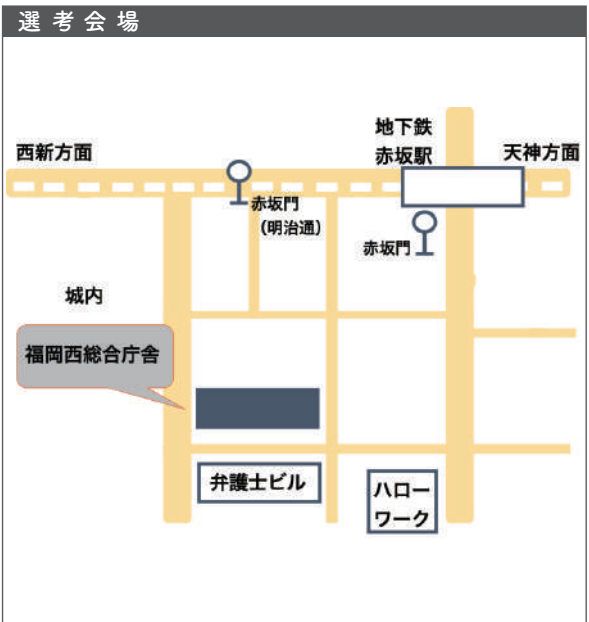 選考会場
地下鉄
西新方面
赤坂駅
天神方面
赤坂門
(明治通)
赤坂門
城内
福岡西総合庁舎
弁護士ビル
ハロー
ワーク